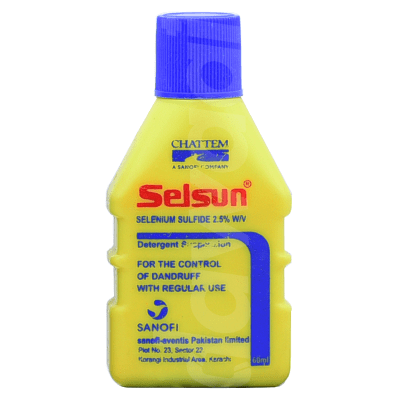 CHATTEM
A SANOFI COMPANY
Selsun®
SELENIUM SULFIDE 2.5% W/V
Detergent Suspension
FOR THE CONTROL
OF DANDRUFF
WITH REGULAR USE
SANOFI
sanofi-aventis Pakistan limited
Plot No. 23, Sector 22
Korangi Industrial Area, Karachi
60ml